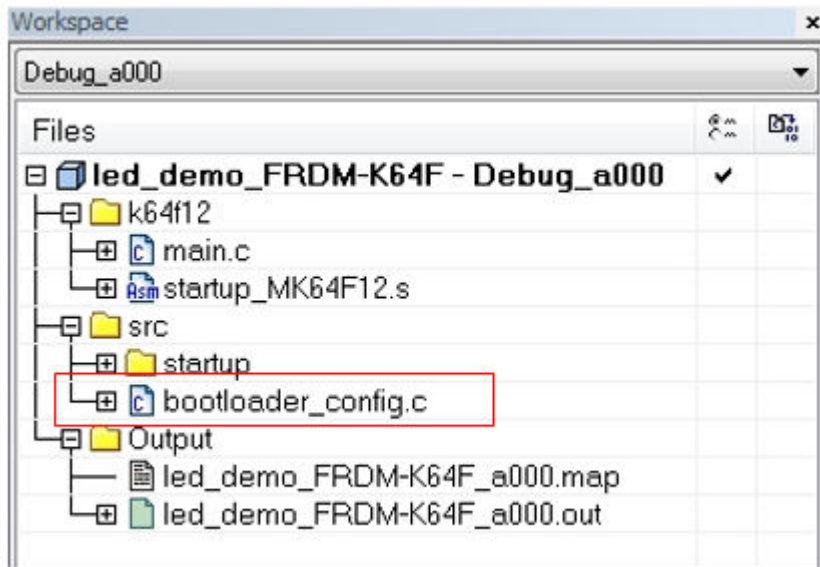 Workspace
Debug_a000
Files
led_demo_FRDM-K64F - Debug_a000
k64f12
main.c
startup_MK64F12.s
src
startup
bootloader_config.c
Output
led_demo_FRDM-K64F_a000.map
led_demo_FRDM-K64F_a000.out